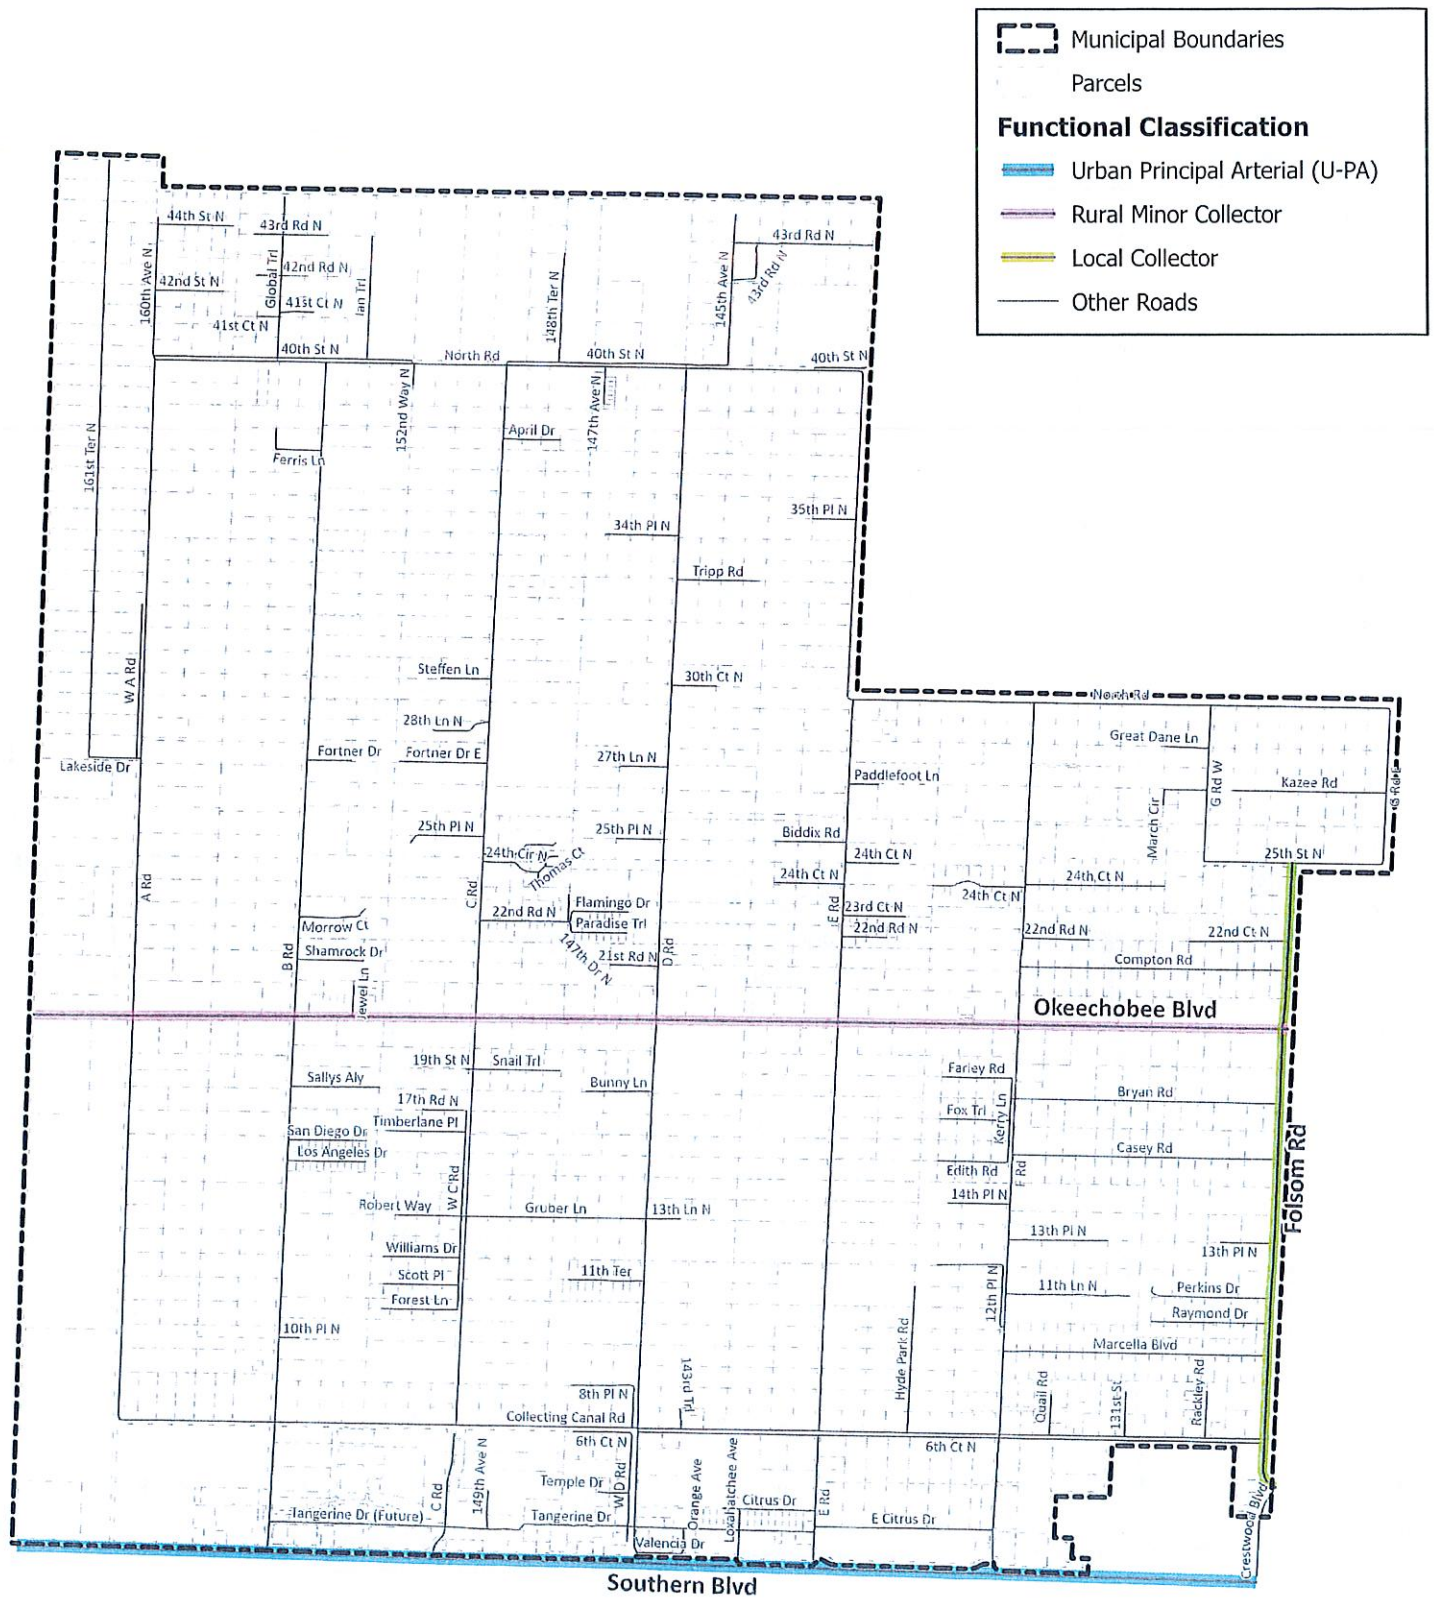 Municipal Boundaries
Parcels
Functional Classification
Urban Principal Arterial (U-PA)
Rural Minor Collector
Local Collector
Other Roads
44th St N
43rd Rd N
43rd Rd N
160th Ave N
Global Trl
42nd Rd N
42nd St N
Ian Trl
41st Ct N
41st Ct N
148th Ter N
145th Ave N
43rd Rd N
40th St N
North Rd
40th St N
40th St N
152nd Way N
147th Ave N
161st Ter N
April Dr
Ferris Ln
35th Pl N
34th Pl N
Tripp Rd
W A Rd
Steffen Ln
30th Ct N
North Rd
28th Ln N
Great Dane Ln
Fortner Dr
Fortner Dr E
27th Ln N
Lakeside Dr
Paddlefoot Ln
G Rd W
Kazee Rd
G Rd E
March Cir
25th Pl N
25th Pl N
Biddix Rd
24th Cir N
Thomas Ct
24th Ct N
25th St N
24th Ct N
24th Ct N
24th Ct N
A Rd
C Rd
E Rd
Flamingo Dr
22nd Rd N
Paradise Trl
23rd Ct N
22nd Rd N
22nd Rd N
22nd Ct N
Morrow Ct
147th Dr N
B Rd
Shamrock Dr
21st Rd N
D Rd
Compton Rd
Jewel Ln
Okeechobee Blvd
19th St N
Snail Trl
Sallys Aly
Bunny Ln
Farley Rd
Bryan Rd
17th Rd N
Fox Trl
Kerry Ln
Timberlane Pl
San Diego Dr
Los Angeles Dr
Casey Rd
Edith Rd
F Rd
Folsom Rd
W C Rd
14th Pl N
Robert Way
Gruber Ln
13th Ln N
13th Pl N
13th Pl N
Williams Dr
Scott Pl
11th Ter
12th Pl N
11th Ln N
Perkins Dr
Forest Ln
Raymond Dr
10th Pl N
Hyde Park Rd
Marcella Blvd
143rd Trl
8th Pl N
Quail Rd
131st St
Rackley Rd
Collecting Canal Rd
6th Ct N
6th Ct N
C Rd
149th Ave N
Temple Dr
W D Rd
Orange Ave
Loxahatchee Ave
Citrus Dr
E Rd
Tangerine Dr (Future)
Tangerine Dr
E Citrus Dr
Crestwood Blvd
Valencia Dr
Southern Blvd